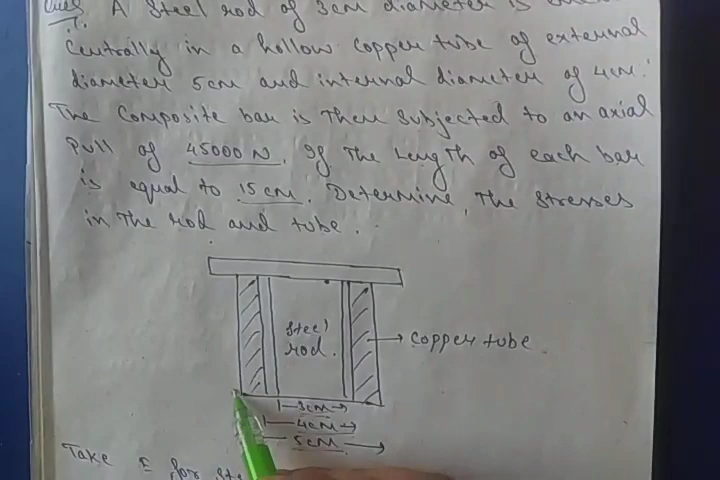 Ques A steel rod of 3cm diameter is
1.
Centrally in a hollow copper tube of external
diameter 5cm and internal diameter of 4cm.
The Composite bar is then subjected to an axial
pull of 45000 N. If the length of each bar
is equal to 15cm. Determine, the stresses
in the rod and tube.
steel
rod.
copper tube
3cm
4cm
5cm
Take E for